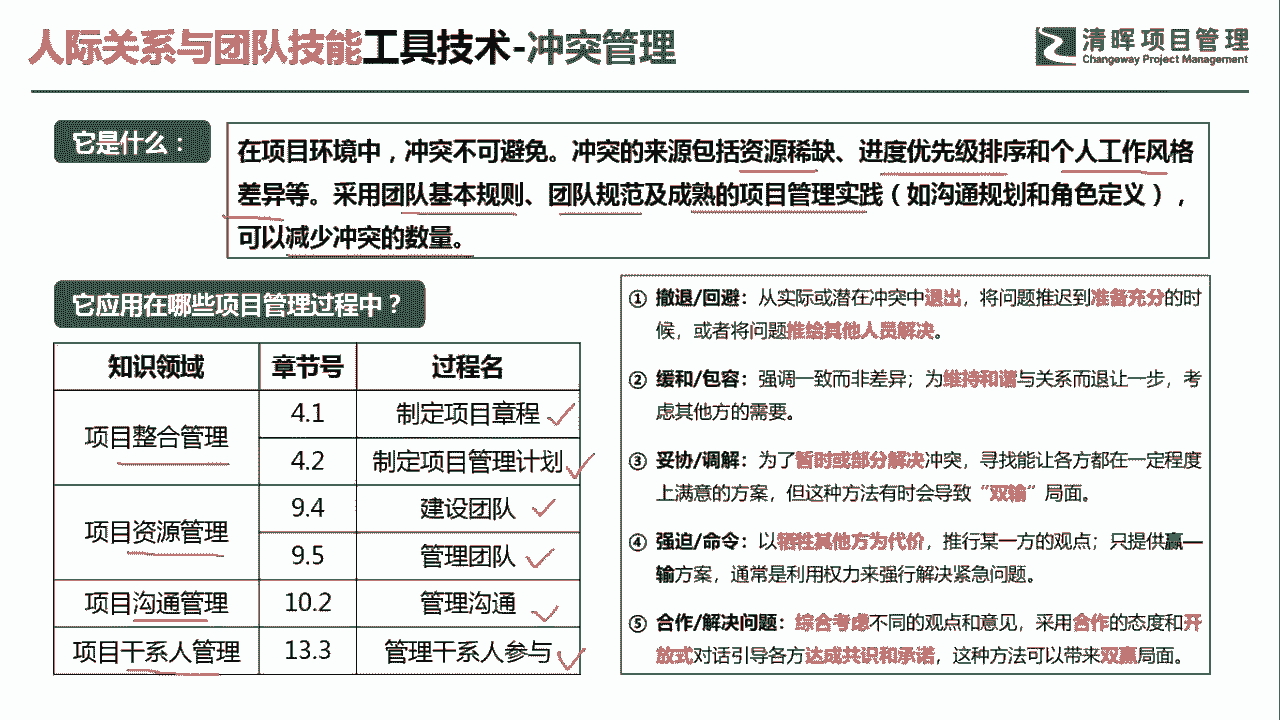 人际关系与团队技能工具技术-冲突管理
清晖项目管理
Changeway Project Management
它是什么：
在项目环境中，冲突不可避免。冲突的来源包括资源稀缺、进度优先级排序和个人工作风格
差异等。采用团队基本规则、团队规范及成熟的项目管理实践（如沟通规划和角色定义），
可以减少冲突的数量。
它应用在哪些项目管理过程中？
知识领域 章节号 过程名
项目整合管理
4.1 制定项目章程
4.2 制定项目管理计划
项目资源管理
9.4 建设团队
9.5 管理团队
项目沟通管理 10.2 管理沟通
项目干系人管理 13.3 管理干系人参与
① 撤退/回避：从实际或潜在冲突中退出，将问题推迟到准备充分的时
候，或者将问题推给其他人员解决。
② 缓和/包容：强调一致而非差异；为维持和谐与关系而退让一步，考
虑其他方的需要。
③ 妥协/调解：为了暂时或部分解决冲突，寻找能让各方都在一定程度
上满意的方案，但这种方法有时会导致“双输”局面。
④ 强迫/命令：以牺牲其他方为代价，推行某一方的观点；只提供赢—
输方案，通常是利用权力来强行解决紧急问题。
⑤ 合作/解决问题：综合考虑不同的观点和意见，采用合作的态度和开
放式对话引导各方达成共识和承诺，这种方法可以带来双赢局面。